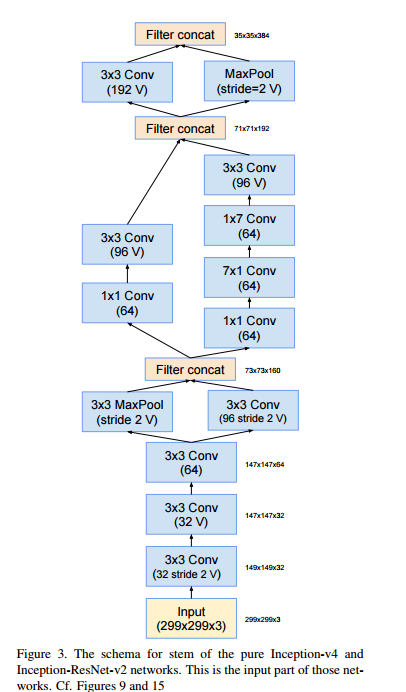 Filter concat
35x35x384
3x3 Conv
(192 V)
MaxPool
(stride=2 V)
Filter concat
71x71x192
3x3 Conv
(96 V)
1x7 Conv
(64)
3x3 Conv
(96 V)
7x1 Conv
(64)
1x1 Conv
(64)
1x1 Conv
(64)
Filter concat
73x73x160
3x3 MaxPool
(stride 2 V)
3x3 Conv
(96 stride 2 V)
3x3 Conv
(64)
147x147x64
3x3 Conv
(32 V)
147x147x32
3x3 Conv
(32 stride 2 V)
149x149x32
Input
(299x299x3)
299x299x3
Figure 3. The schema for stem of the pure Inception-v4 and
Inception-ResNet-v2 networks. This is the input part of those net-
works. Cf. Figures 9 and 15